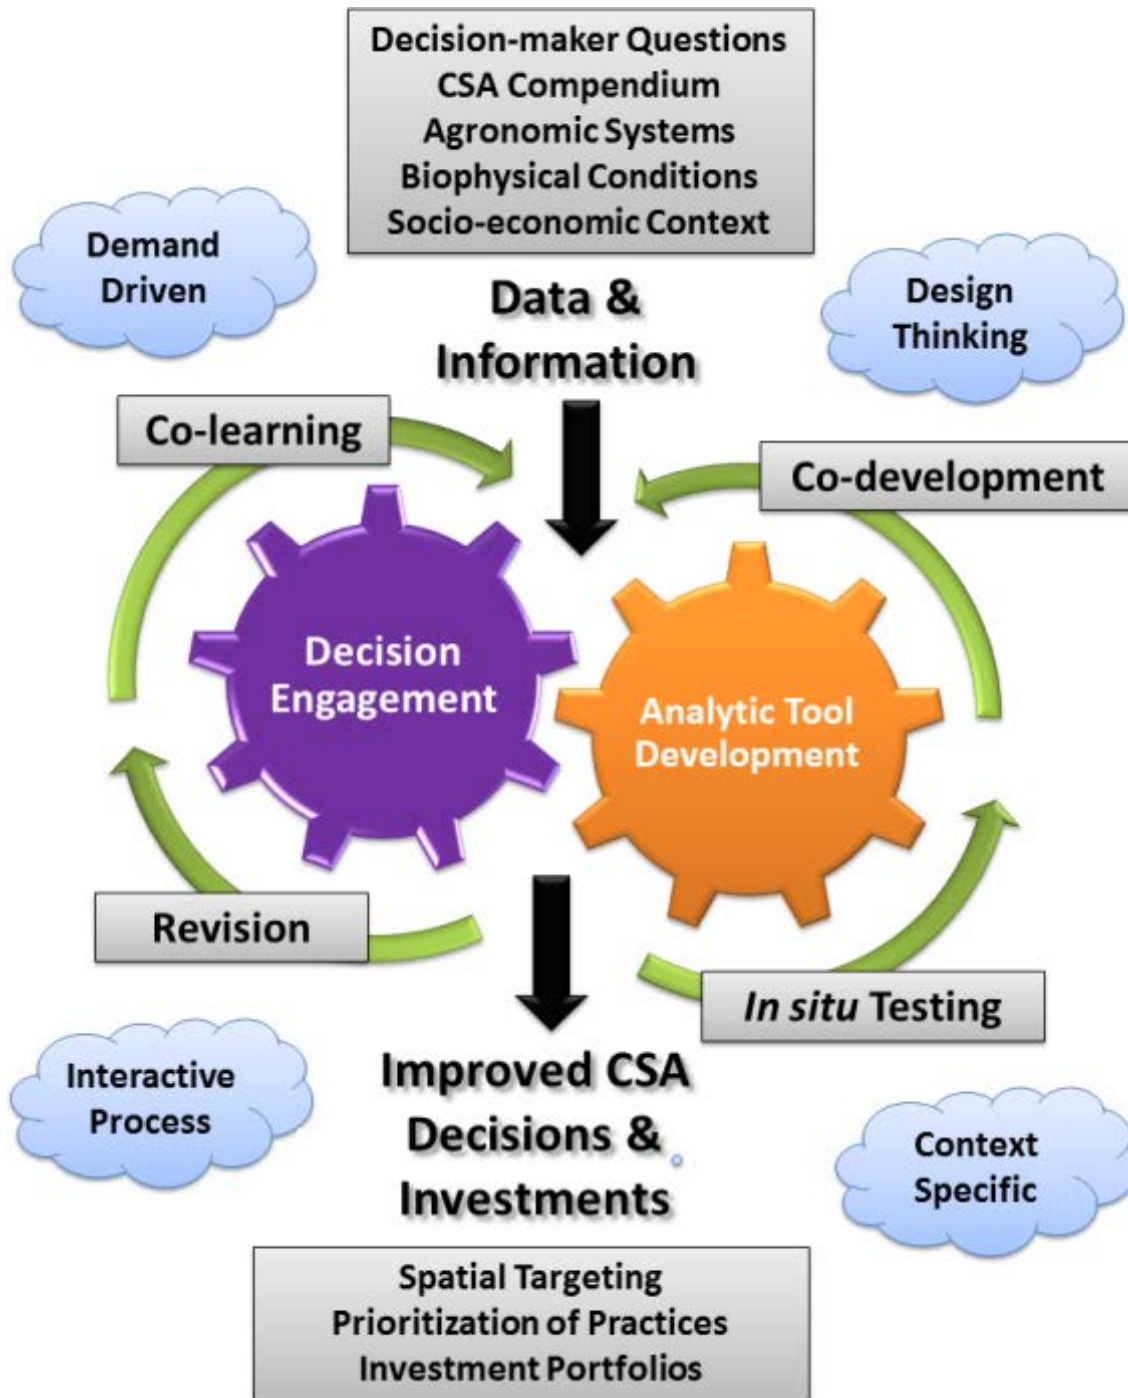 Decision-maker Questions
CSA Compendium
Agronomic Systems
Biophysical Conditions
Socio-economic Context
Demand
Driven
Data &
Information
Design
Thinking
Co-learning
Co-development
Decision
Engagement
Analytic Tool
Development
Revision
In situ Testing
Interactive
Process
Improved CSA
Decisions &
Investments
Context
Specific
Spatial Targeting
Prioritization of Practices
Investment Portfolios